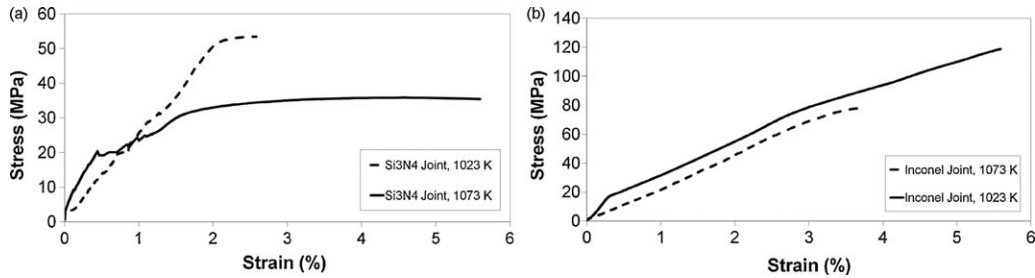 (a)
60
50
40
30
20
10
0
Stress (MPa)
0 1 2 3 4 5 6
Strain (%)
Si3N4 Joint, 1023 K
Si3N4 Joint, 1073 K
(b)
140
120
100
80
60
40
20
0
Stress (MPa)
0 1 2 3 4 5 6
Strain (%)
Inconel Joint, 1073 K
Inconel Joint, 1023 K